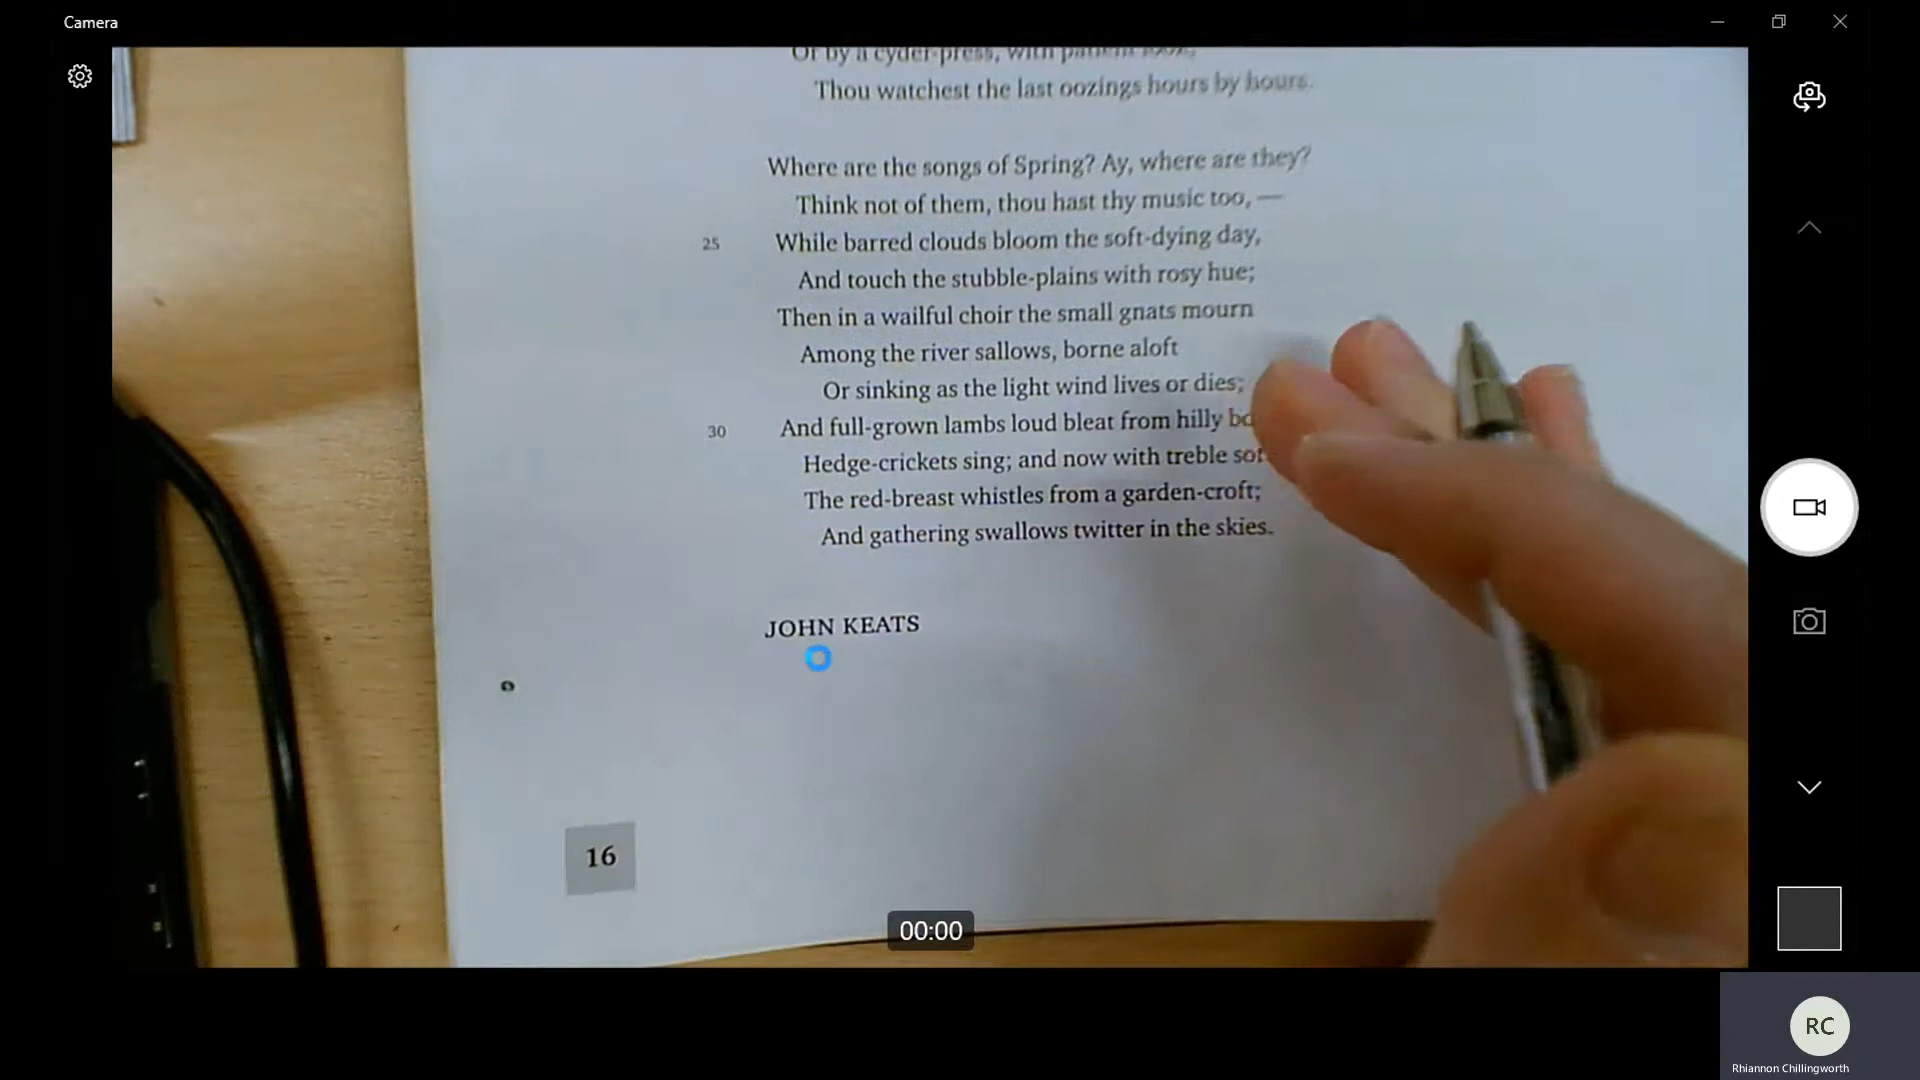 Camera
Or by a cyder-press, with patient look,
Thou watchest the last oozings hours by hours.
Where are the songs of Spring? Ay, where are they?
Think not of them, thou hast thy music too, —
25 While barred clouds bloom the soft-dying day,
And touch the stubble-plains with rosy hue;
Then in a wailful choir the small gnats mourn
Among the river sallows, borne aloft
Or sinking as the light wind lives or dies;
30 And full-grown lambs loud bleat from hilly bo
Hedge-crickets sing; and now with treble sof
The red-breast whistles from a garden-croft;
And gathering swallows twitter in the skies.
JOHN KEATS
16
00:00
RC
Rhiannon Chillingworth